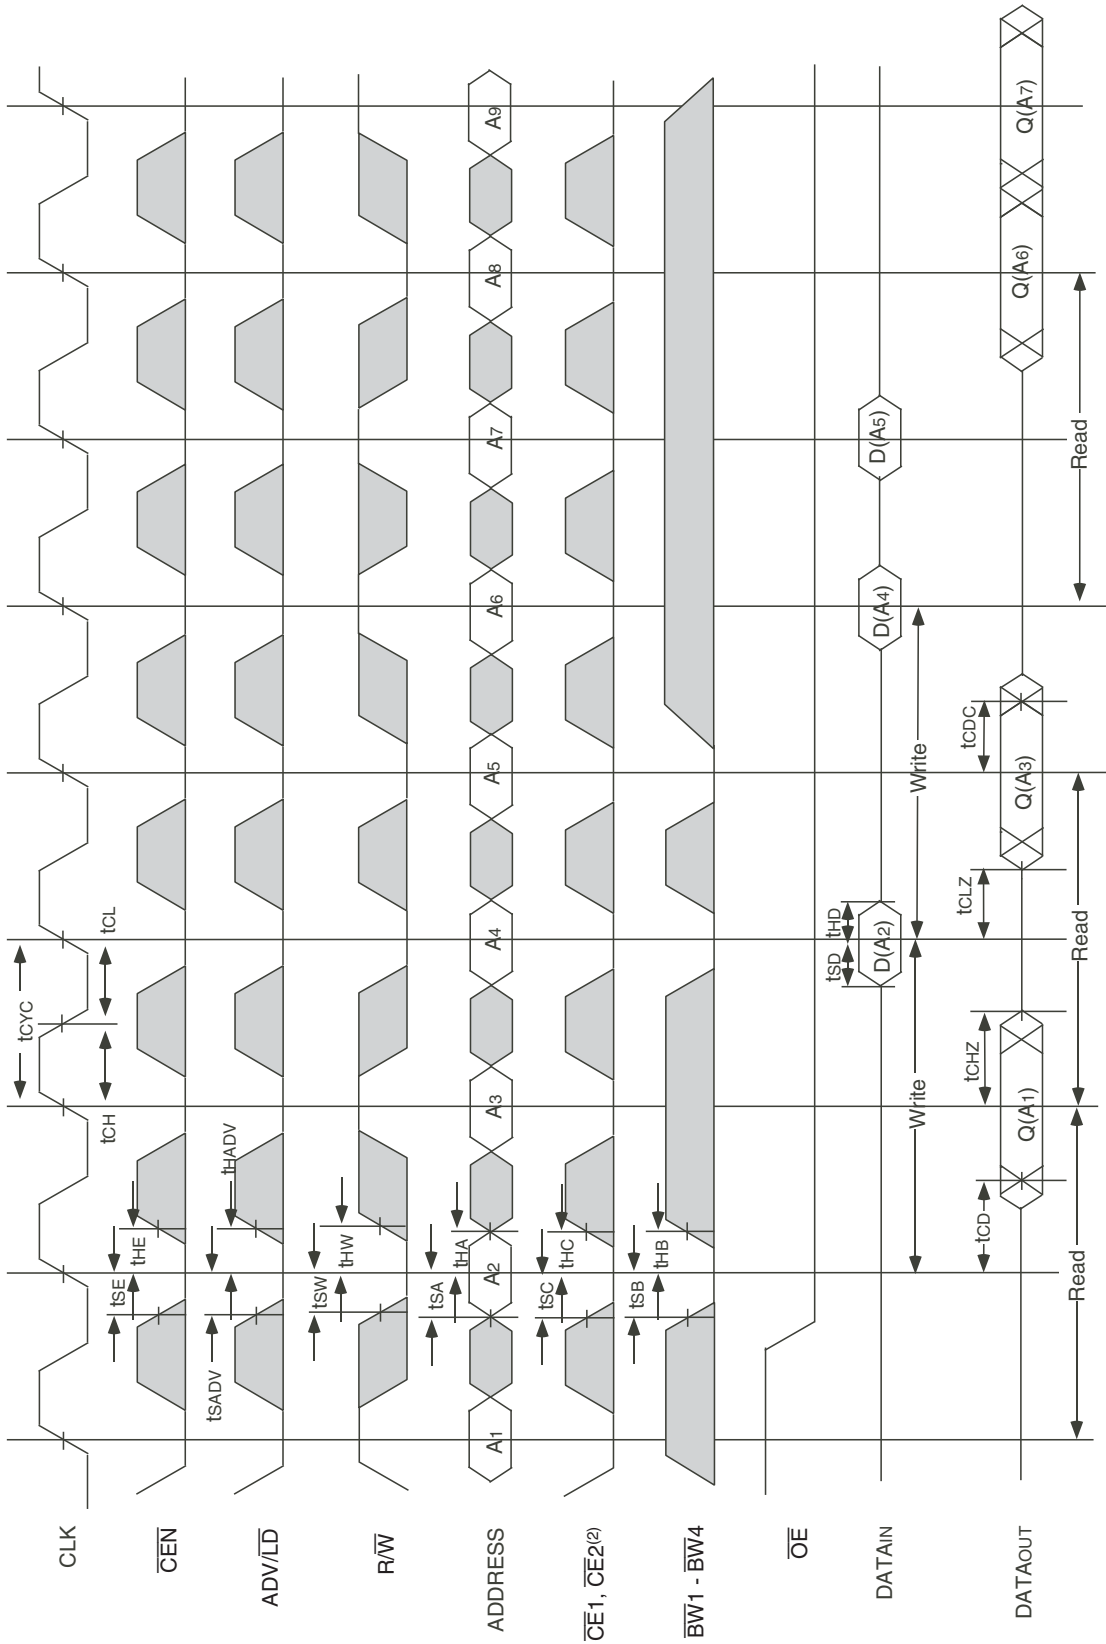 CLK
tCYC
tCH
tCL
CEN
tSE
tHE
ADV/LD
tSADV
tHADV
R/W
tSW
tHW
ADDRESS
A1
A2
A3
A4
A5
A6
A7
A8
A9
tSA
tHA
CE1, CE2(2)
tSC
tHC
BW1 - BW4
tSB
tHB
OE
DATAIN
D(A2)
D(A4)
D(A5)
tSD
tHD
Write
Write
DATAOUT
tCD
Q(A1)
tCHZ
tCLZ
Q(A3)
tCDC
Q(A6)
Q(A7)
Read
Read
Read